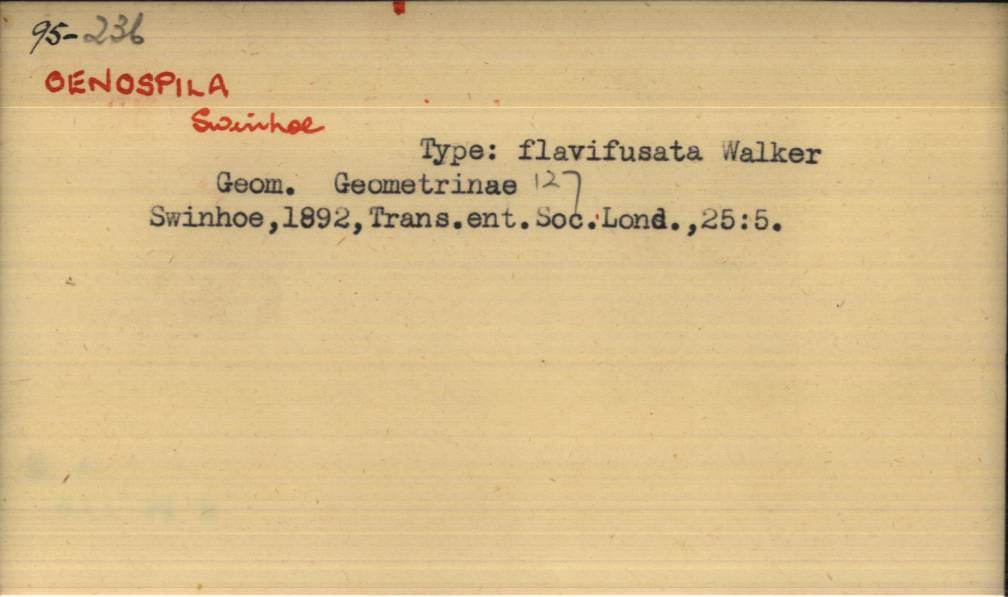 95-236
OENOSPILA
Swinhoe
Type: flavifusata Walker
Geom. Geometrinae 127
Swinhoe,1892,Trans.ent.Soc.Lond.,25:5.